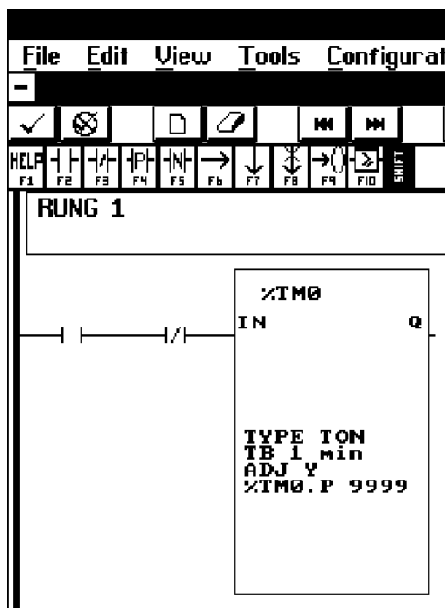 File Edit View Tools Configurat
HELP F1 F2 F3 P F4 N F5 F6 F7 F8 F9 F10 SHIFT
RUNG 1
%TM0
IN Q
TYPE TON
TB 1 min
ADJ Y
%TM0.P 9999